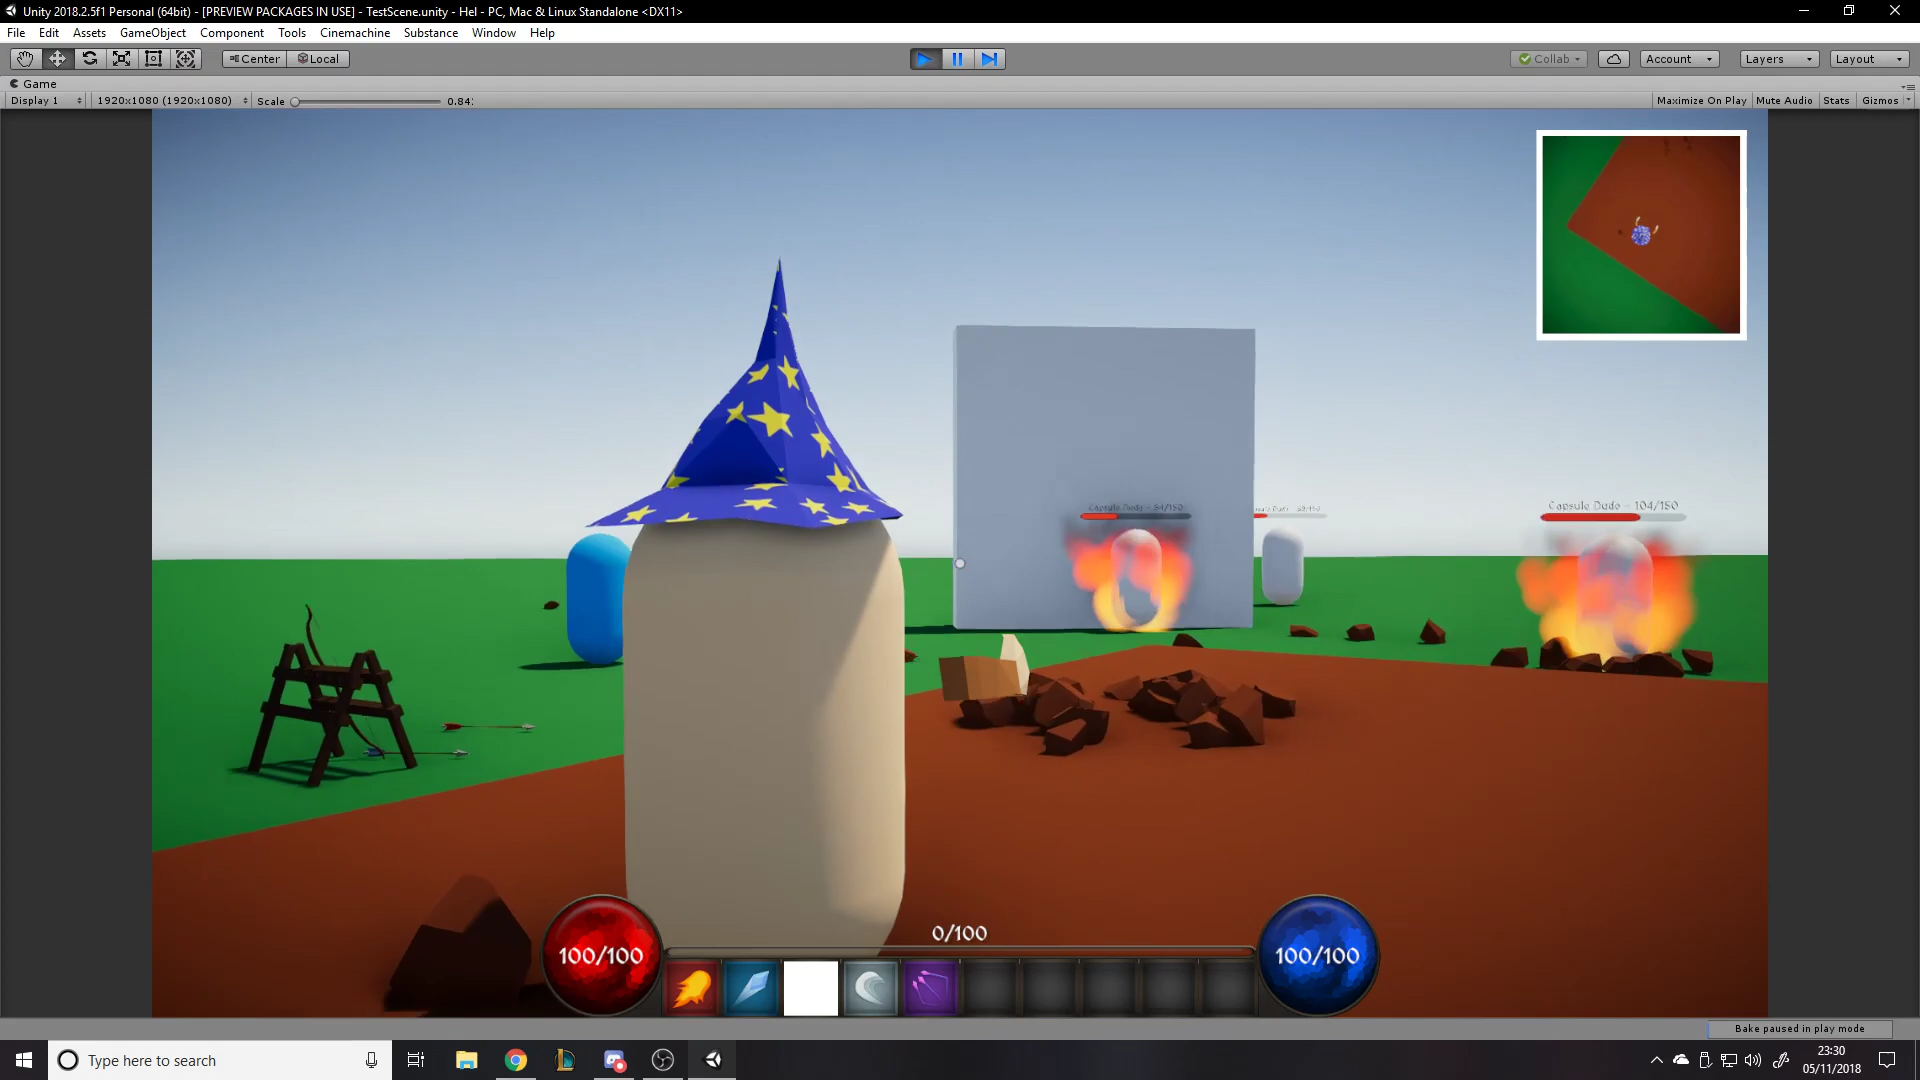 Unity 2018.2.5f1 Personal (64bit) - [PREVIEW PACKAGES IN USE] - TestScene.unity - Hel - PC, Mac & Linux Standalone <DX11>
File Edit Assets GameObject Component Tools Cinemachine Substance Window Help
Center Local Collab Account Layers Layout
Game
Display 1 1920x1080 (1920x1080) Scale 0.84: Maximize On Play Mute Audio Stats Gizmos
Capsule Dude - 104/150
0/100
100/100
100/100
Bake paused in play mode
Type here to search
23:30
05/11/2018